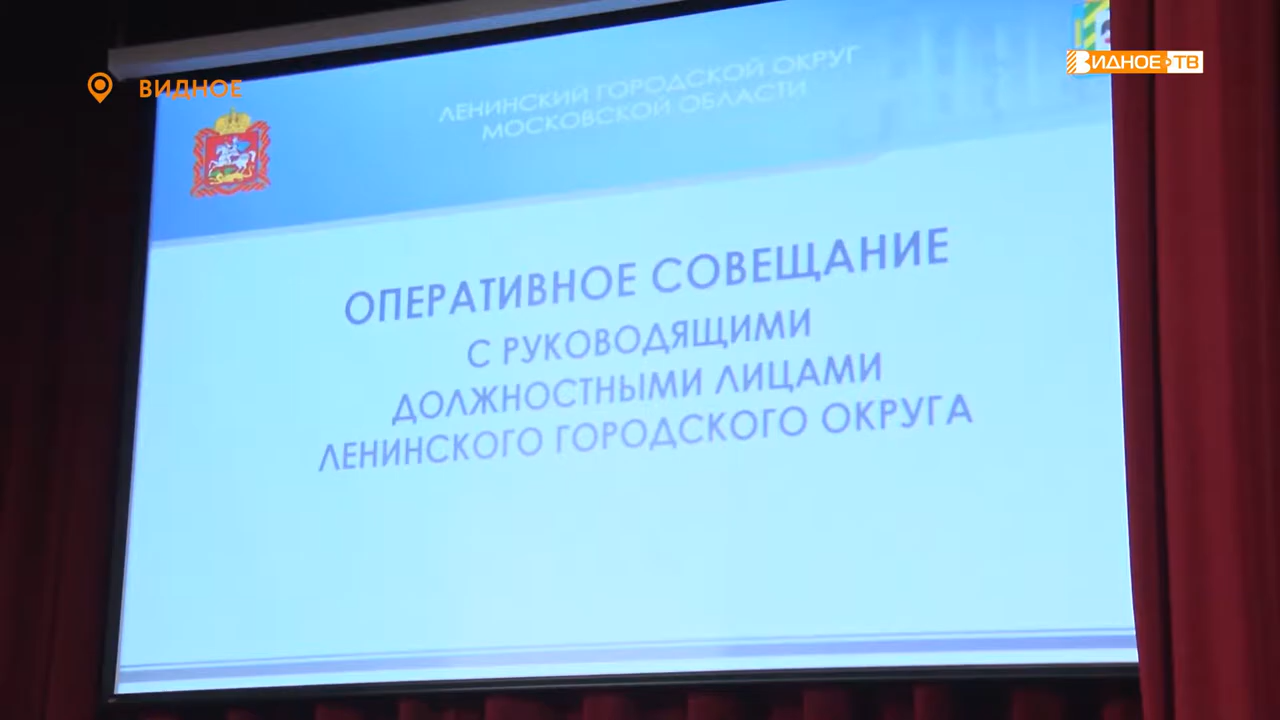 ВИДНОЕ
ВИДНОЕ ТВ
ЛЕНИНСКИЙ ГОРОДСКОЙ ОКРУГ
МОСКОВСКОЙ ОБЛАСТИ
ОПЕРАТИВНОЕ СОВЕЩАНИЕ
С РУКОВОДЯЩИМИ
ДОЛЖНОСТНЫМИ ЛИЦАМИ
ЛЕНИНСКОГО ГОРОДСКОГО ОКРУГА